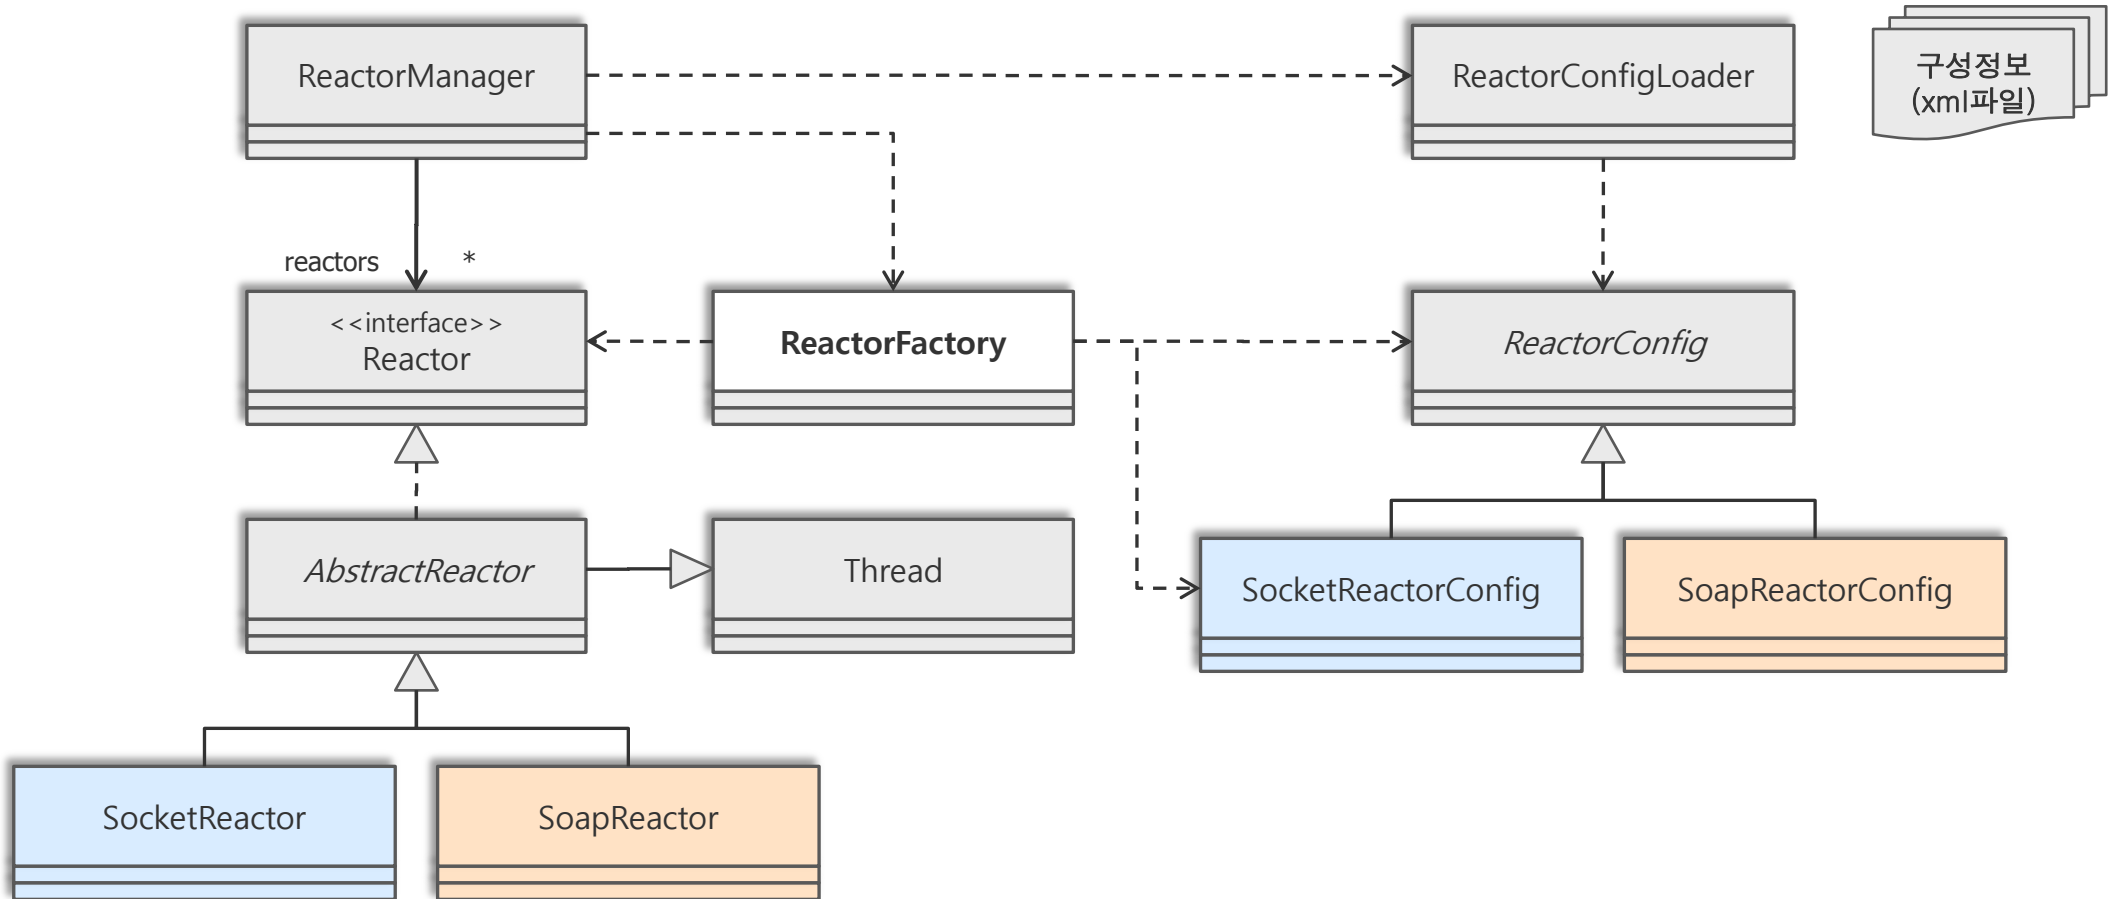 ReactorManager
ReactorConfigLoader
구성정보
(xml파일)
reactors *
<<interface>>
Reactor
ReactorFactory
ReactorConfig
AbstractReactor
Thread
SocketReactorConfig
SoapReactorConfig
SocketReactor
SoapReactor